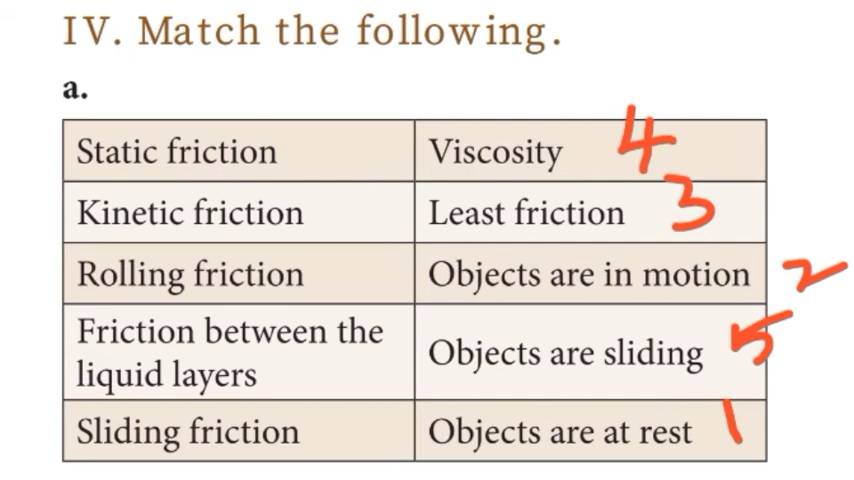 IV. Match the following.
a.
Static friction Viscosity 4
Kinetic friction Least friction 3
Rolling friction Objects are in motion 2
Friction between the
liquid layers Objects are sliding 5
Sliding friction Objects are at rest 1